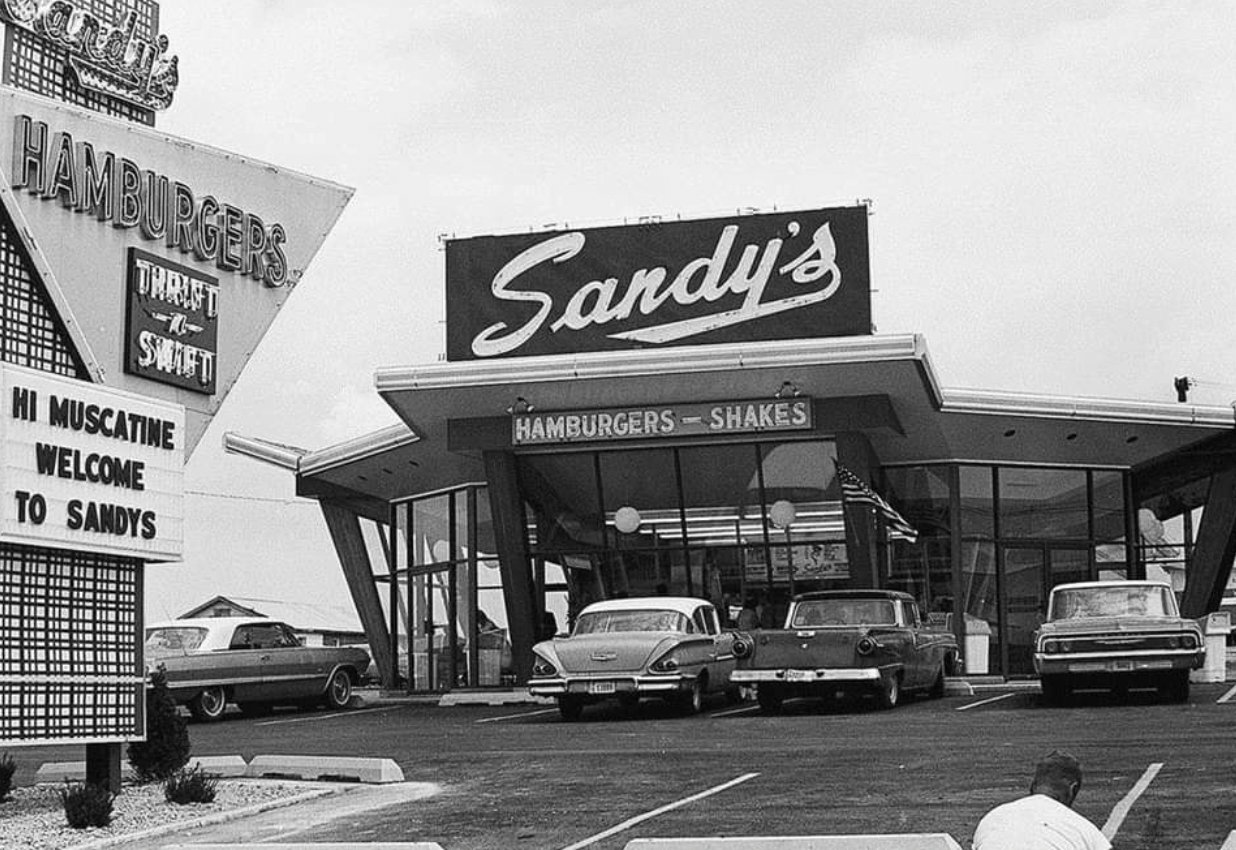 Sandy's
HAMBURGERS
THRIFT
-n-
SWIFT
HI MUSCATINE
WELCOME
TO SANDYS
Sandy's
HAMBURGERS — SHAKES